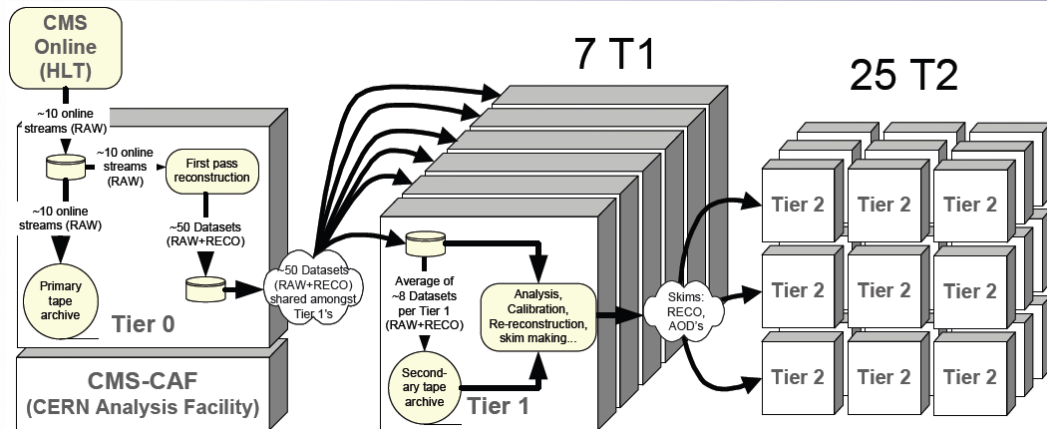 CMS
Online
(HLT)
~10 online
streams (RAW)
~10 online
streams
(RAW)
First pass
reconstruction
~10 online
streams (RAW)
~50 Datasets
(RAW+RECO)
Primary
tape
archive
Tier 0
CMS-CAF
(CERN Analysis Facility)
~50 Datasets
(RAW+RECO)
shared amongst
Tier 1's
7 T1
Average of
~8 Datasets
per Tier 1
(RAW+RECO)
Analysis,
Calibration,
Re-reconstruction,
skim making...
Second-
ary tape
archive
Tier 1
Skims:
RECO,
AOD's
25 T2
Tier 2
Tier 2
Tier 2
Tier 2
Tier 2
Tier 2
Tier 2
Tier 2
Tier 2